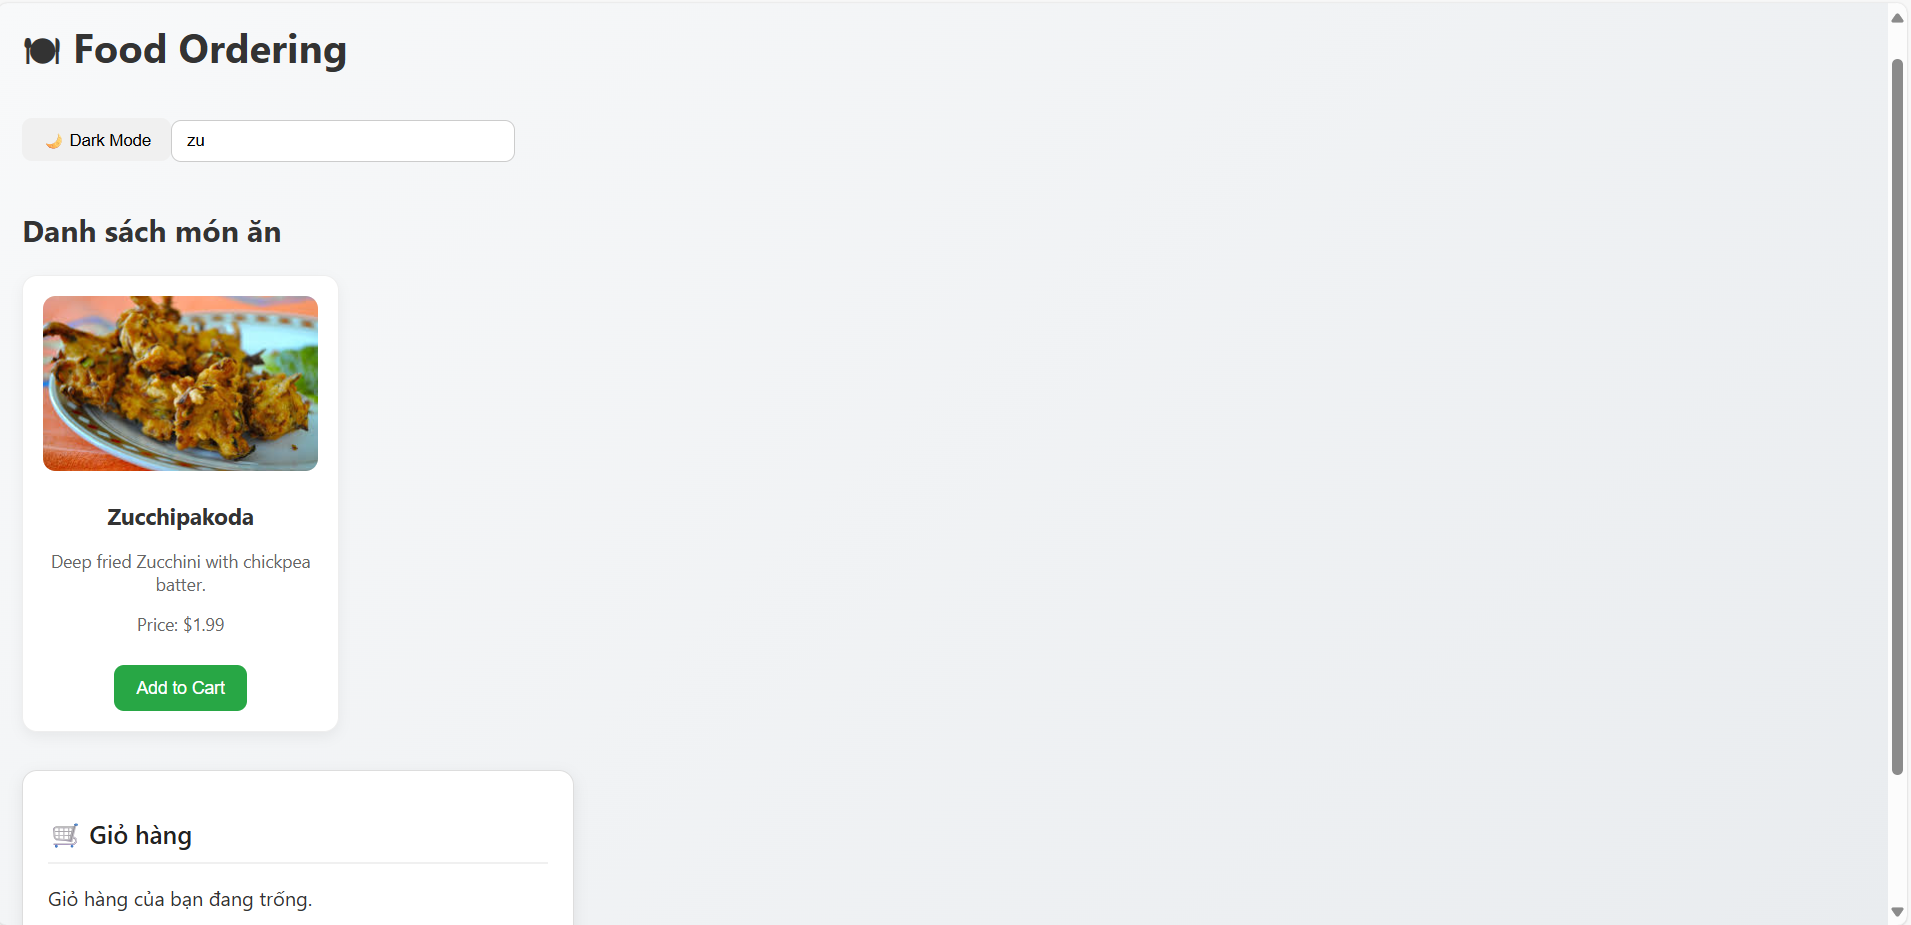 Food Ordering
Dark Mode
zu
Danh sách món ăn
Zucchipakoda
Deep fried Zucchini with chickpea
batter.
Price: $1.99
Add to Cart
Giỏ hàng
Giỏ hàng của bạn đang trống.